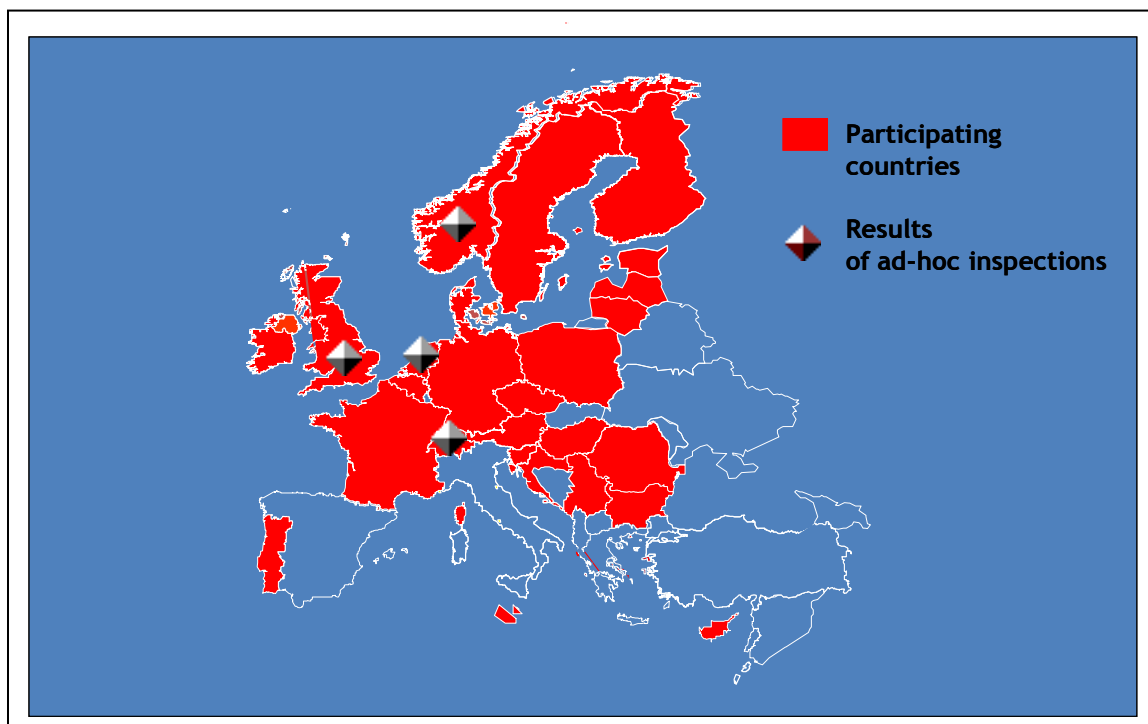 Participating
countries
Results
of ad-hoc inspections